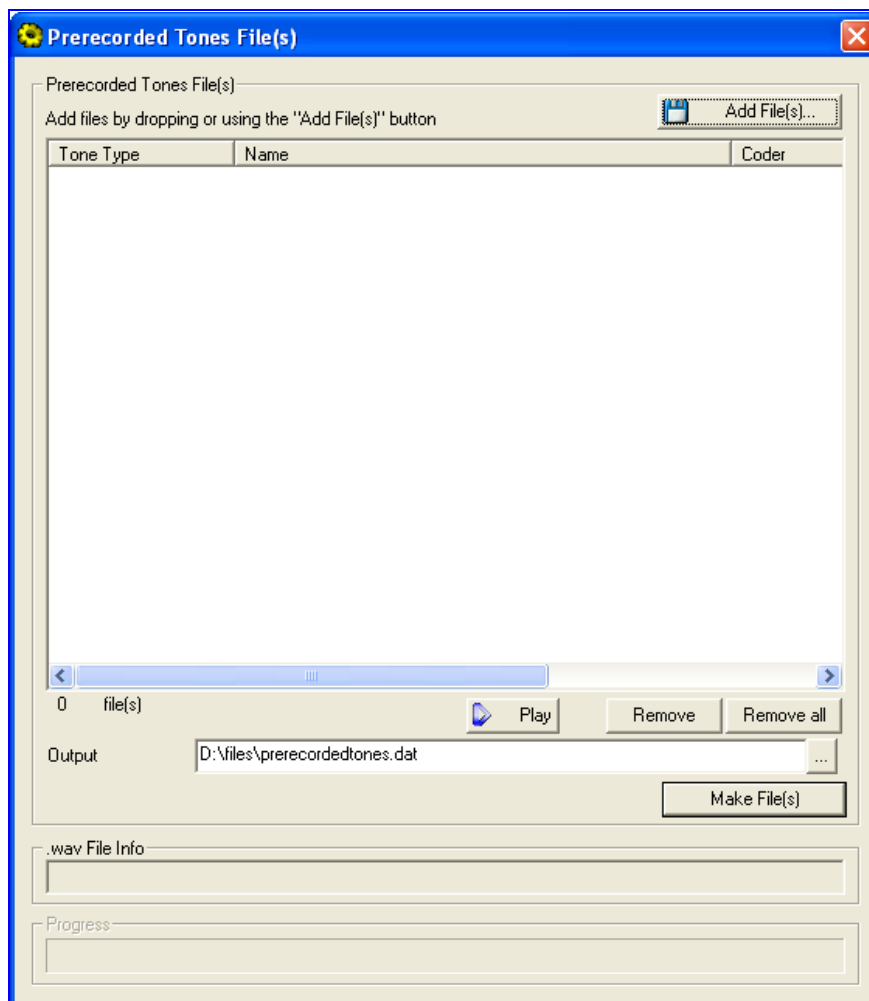 Prerecorded Tones File(s)
Prerecorded Tones File(s)
Add files by dropping or using the "Add File(s)" button
Add File(s)...
Tone Type Name Coder
0 file(s)
Play Remove Remove all
Output D:\files\prerecordedtones.dat ...
Make File(s)
.wav File Info
Progress